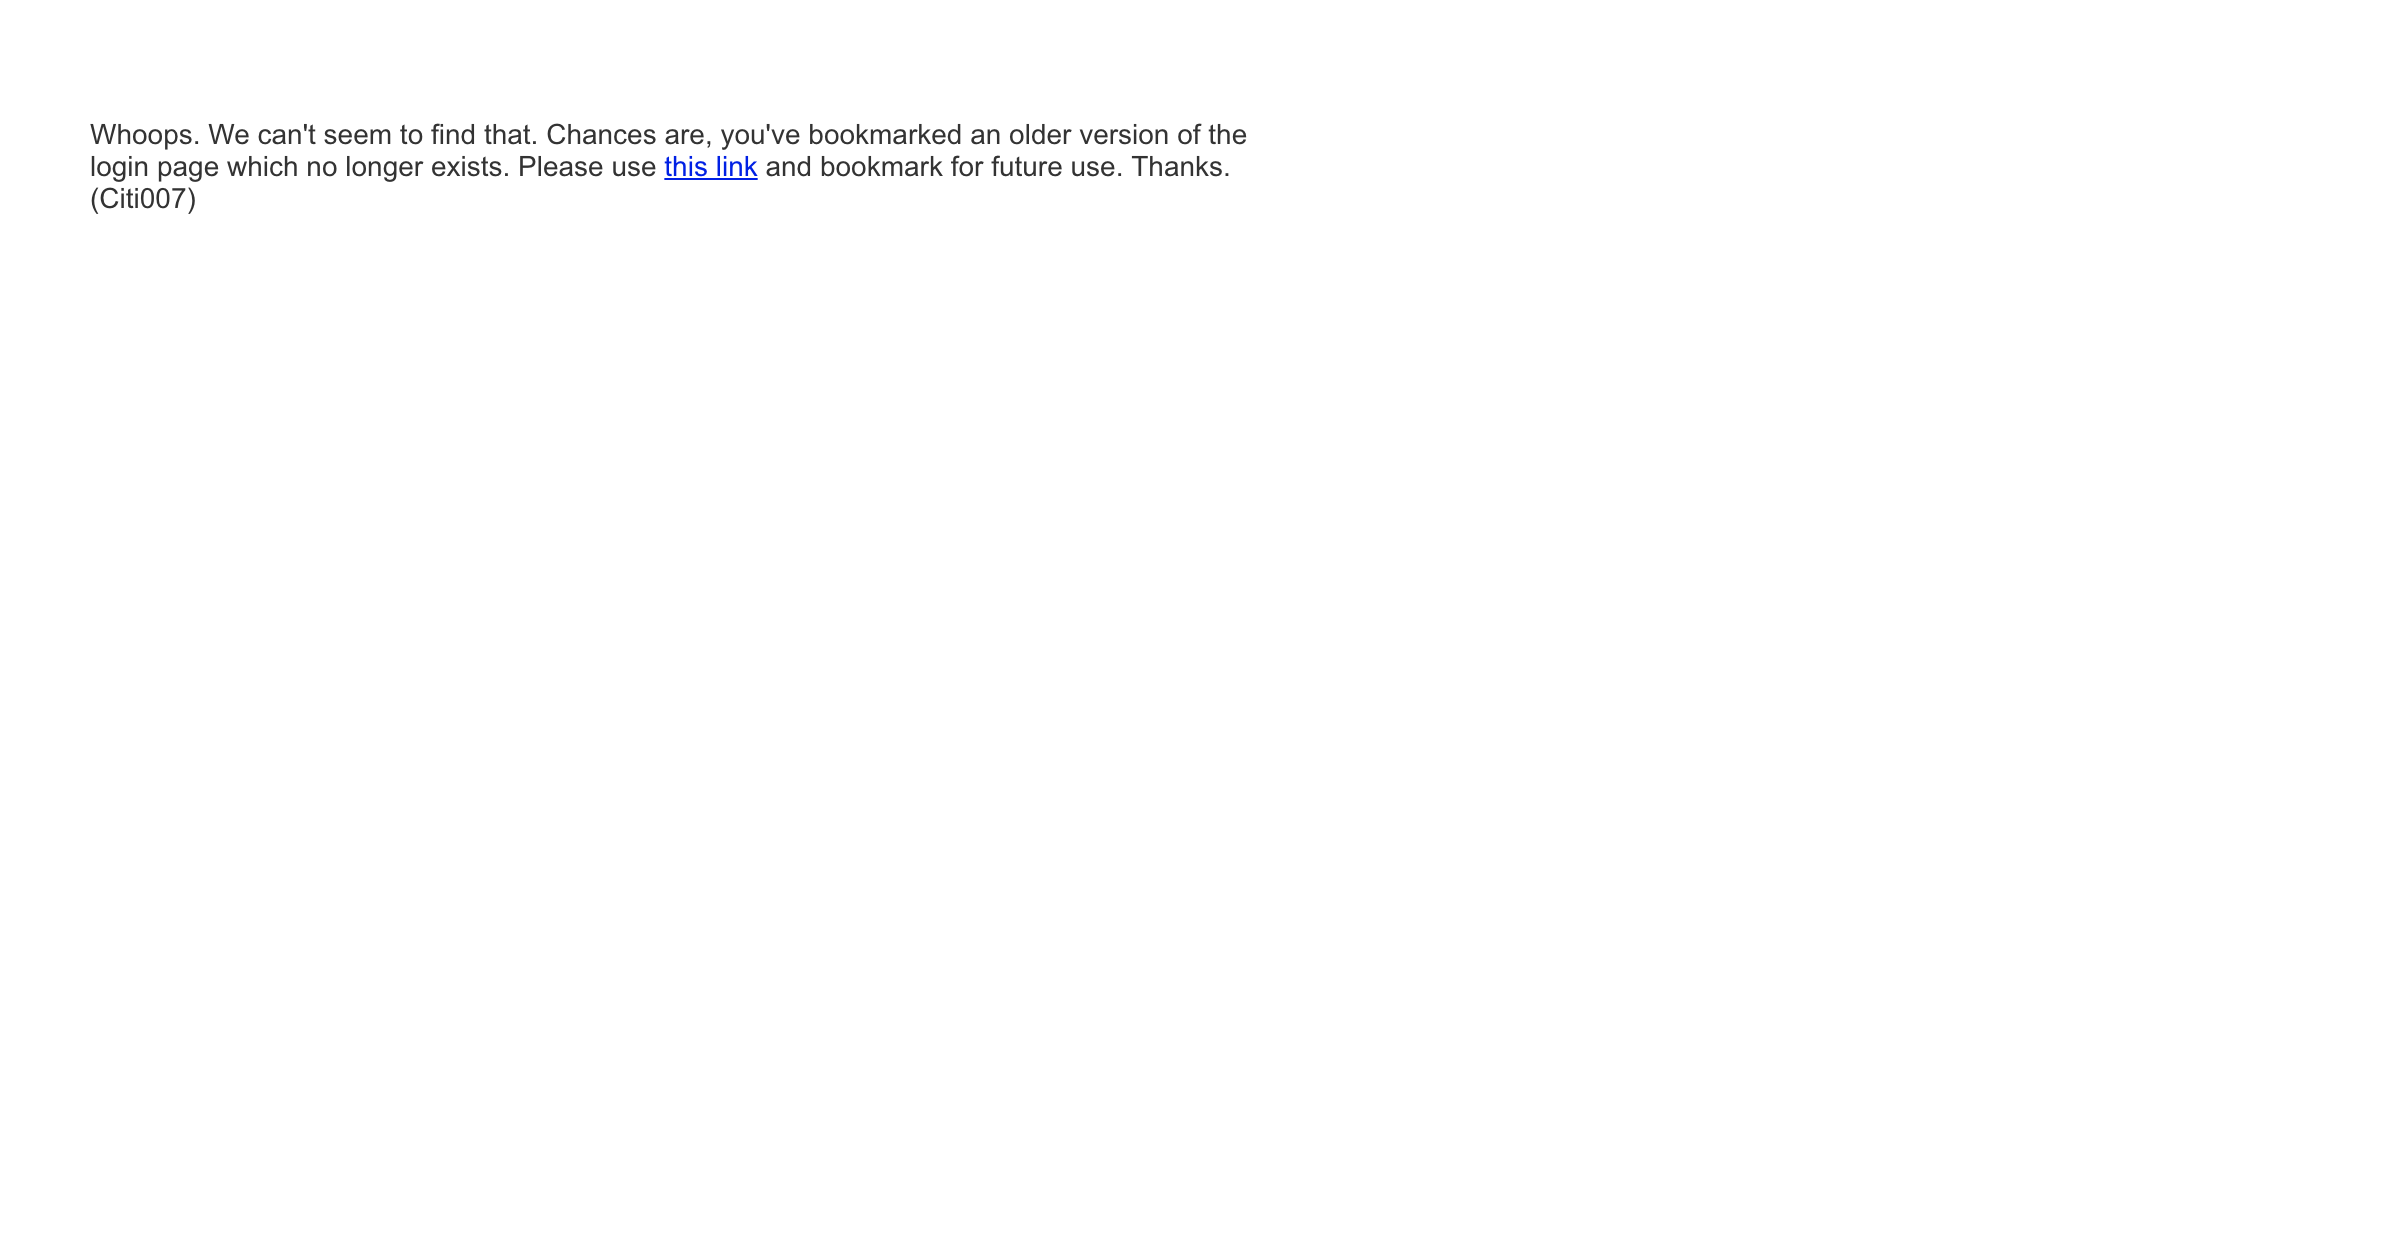 Whoops. We can't seem to find that. Chances are, you've bookmarked an older version of the
login page which no longer exists. Please use this link and bookmark for future use. Thanks.
(Citi007)